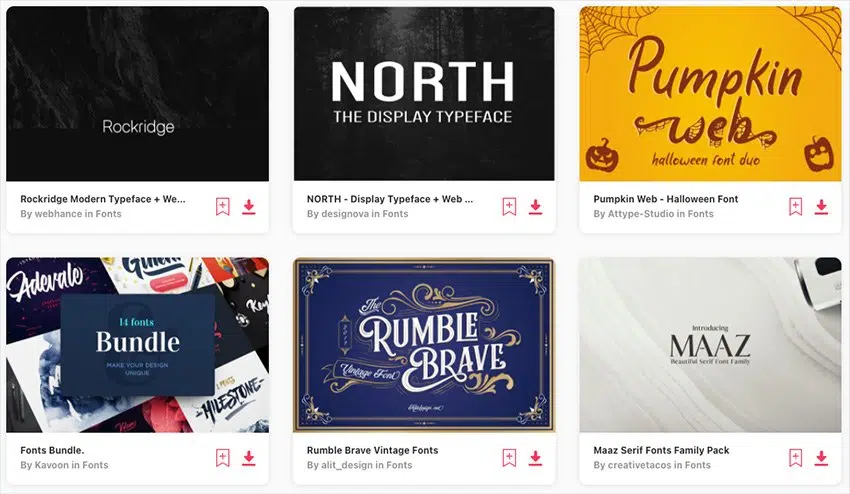 Rockridge
Rockridge Modern Typeface + We...
By webhance in Fonts
NORTH
THE DISPLAY TYPEFACE
NORTH - Display Typeface + Web ...
By designova in Fonts
Pumpkin
web
halloween font duo
Pumpkin Web - Halloween Font
By Attype-Studio in Fonts
Adevale
14 fonts
Bundle
MAKE YOUR DESIGN
UNIQUE
MILESTONE
Fonts Bundle.
By Kavoon in Fonts
The
RUMBLE
BRAVE
Vintage Font
Rumble Brave Vintage Fonts
By alit_design in Fonts
Introducing
MAAZ
Beautiful Serif Font Family
Maaz Serif Fonts Family Pack
By creativetacos in Fonts